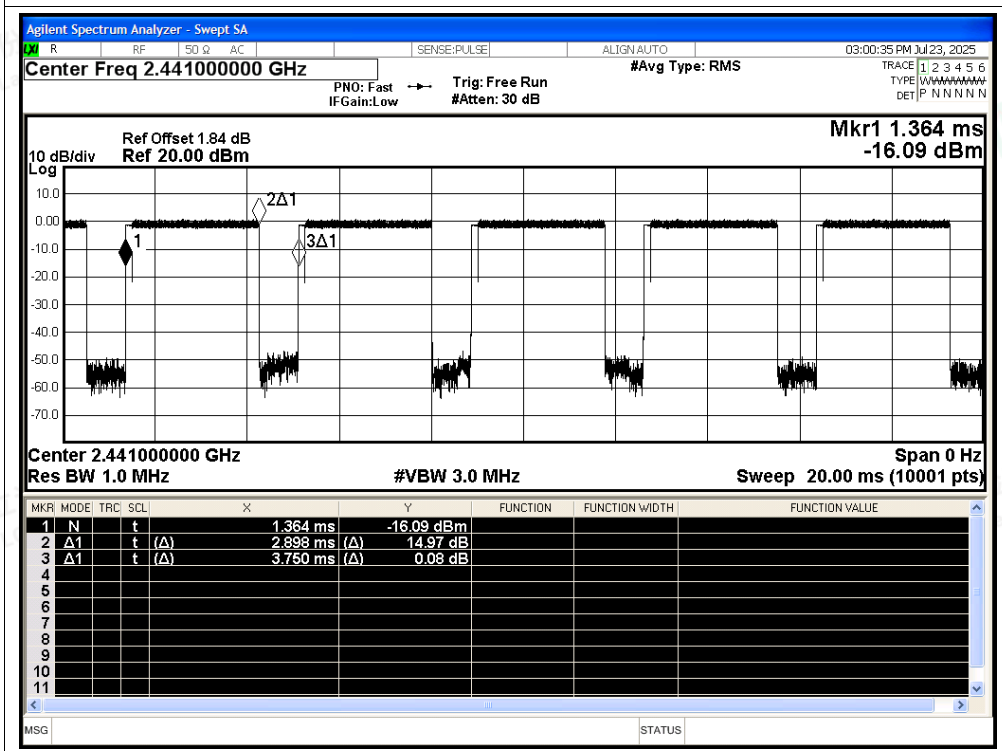 Agilent Spectrum Analyzer - Swept SA
LXI R RF 50 Ω AC SENSE:PULSE ALIGN AUTO 03:00:35 PM Jul 23, 2025
Center Freq 2.441000000 GHz #Avg Type: RMS TRACE 1 2 3 4 5 6
PNO: Fast Trig: Free Run TYPE WWWWWW
IFGain:Low #Atten: 30 dB DET P N N N N N
Mkr1 1.364 ms
Ref Offset 1.84 dB
10 dB/div Ref 20.00 dBm -16.09 dBm
Log
10.0
2Δ1
0.00
1 3Δ1
-10.0
-20.0
-30.0
-40.0
-50.0
-60.0
-70.0
Center 2.441000000 GHz Span 0 Hz
Res BW 1.0 MHz #VBW 3.0 MHz Sweep 20.00 ms (10001 pts)
MKR MODE TRC SCL X Y FUNCTION FUNCTION WIDTH FUNCTION VALUE
1 N t 1.364 ms -16.09 dBm
2 Δ1 t (Δ) 2.898 ms (Δ) 14.97 dB
3 Δ1 t (Δ) 3.750 ms (Δ) 0.08 dB
4
5
6
7
8
9
10
11
MSG STATUS